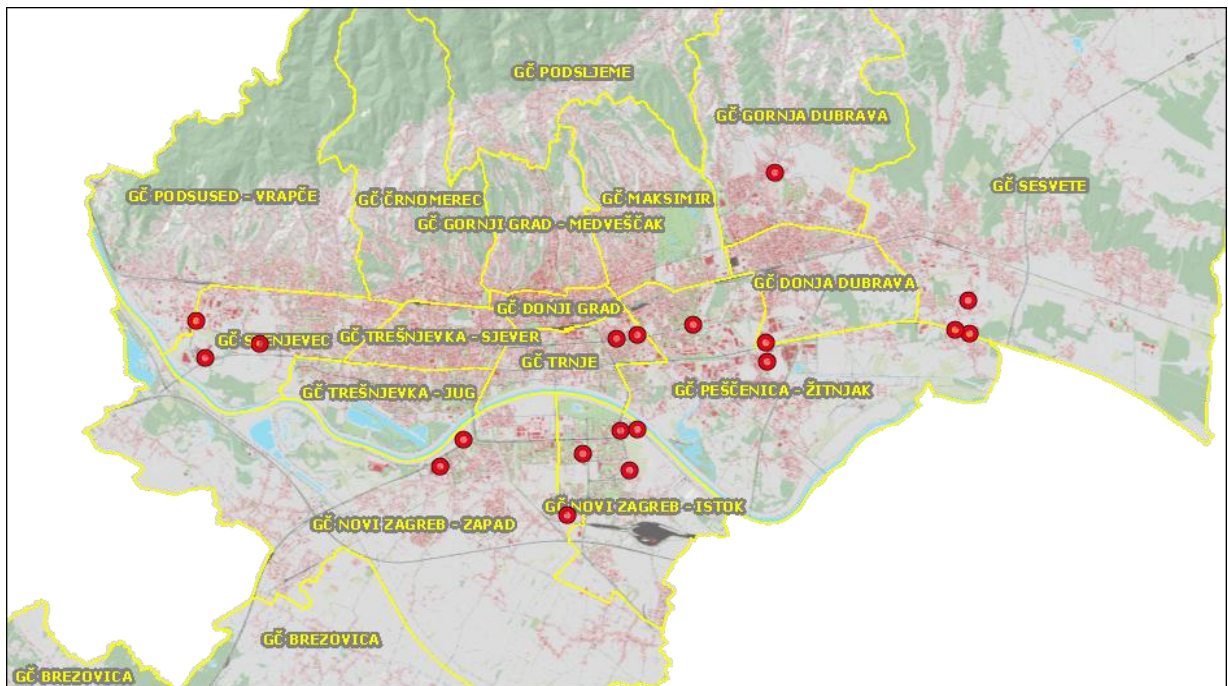 GČ PODSLJEME
GČ GORNJA DUBRAVA
GČ SESVETE
GČ PODSUSED - VRAPČE
GČ ČRNOMEREC
GČ MAKSIMIR
GČ GORNJI GRAD - MEDVEŠČAK
GČ DONJA DUBRAVA
GČ DONJI GRAD
GČ TREŠNJEVKA - SJEVER
GČ TRNJE
GČ TREŠNJEVKA - JUG
GČ PEŠČENICA - ŽITNJAK
GČ NOVI ZAGREB - ISTOK
GČ NOVI ZAGREB - ZAPAD
GČ BREZOVICA
GČ BREZOVICA